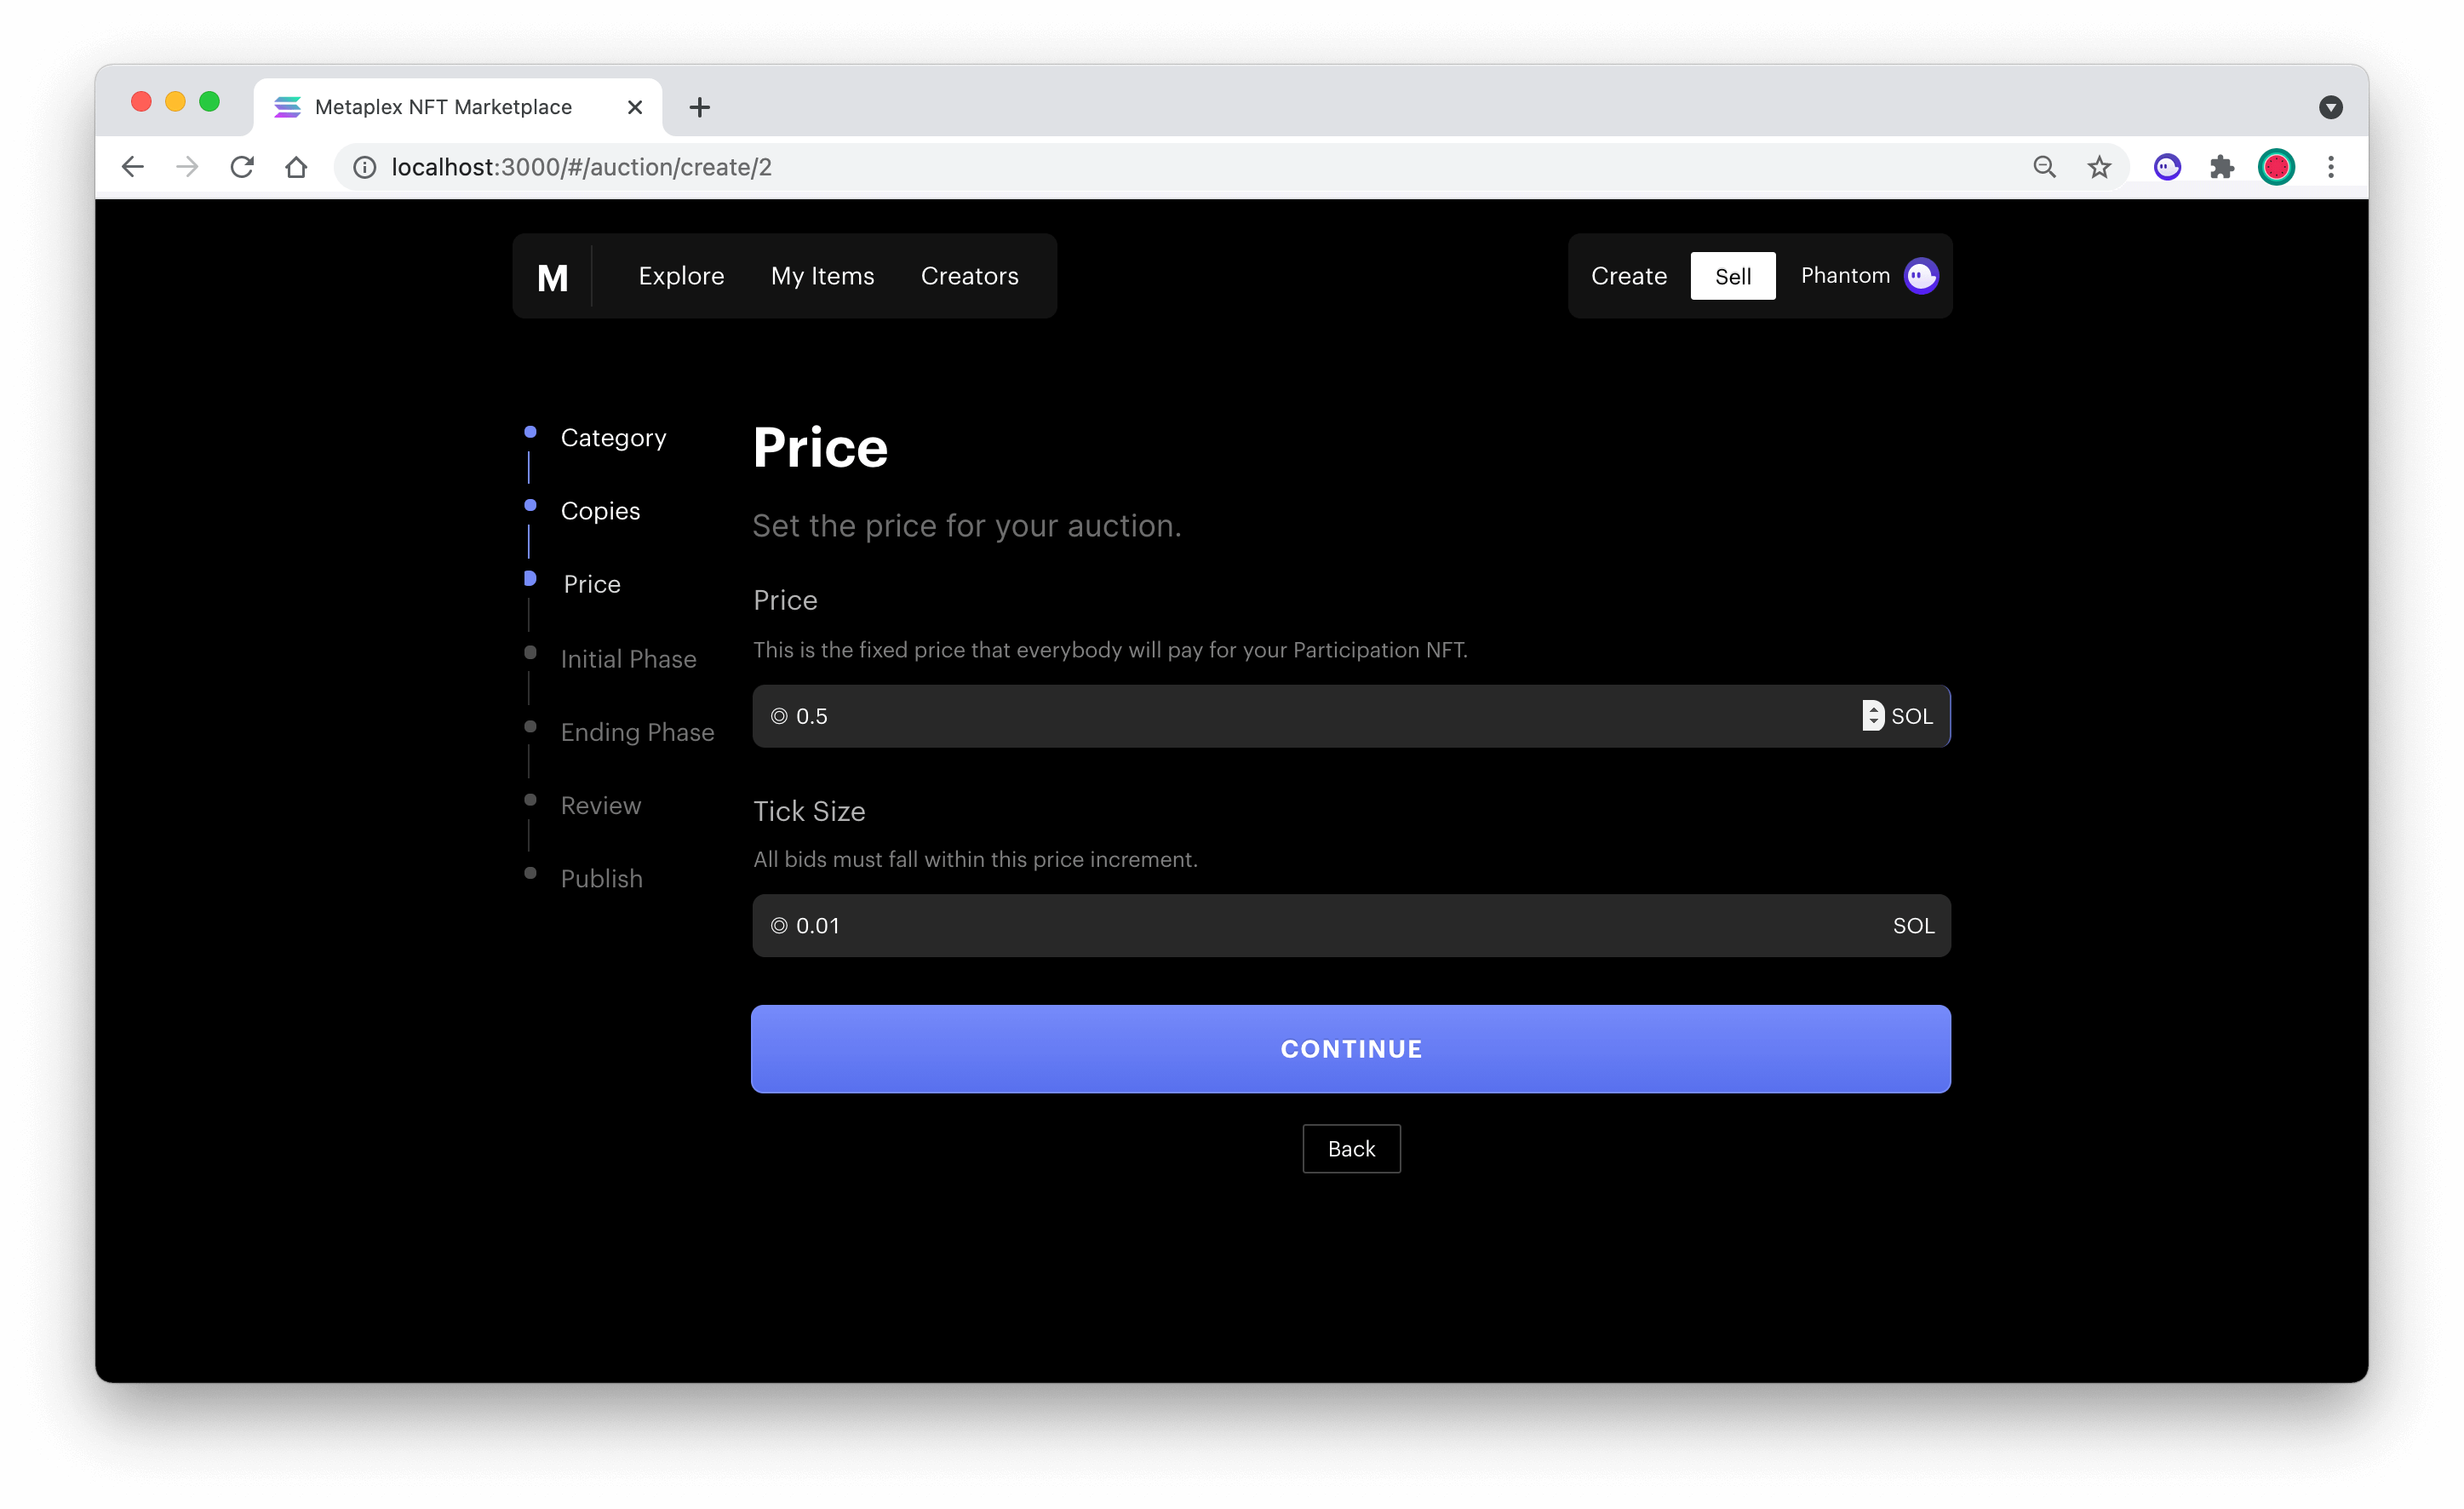 Metaplex NFT Marketplace
localhost:3000/#/auction/create/2
M Explore My Items Creators
Create Sell Phantom
Category
Copies
Price
Initial Phase
Ending Phase
Review
Publish
Price
Set the price for your auction.
Price
This is the fixed price that everybody will pay for your Participation NFT.
◎ 0.5 SOL
Tick Size
All bids must fall within this price increment.
◎ 0.01 SOL
CONTINUE
Back